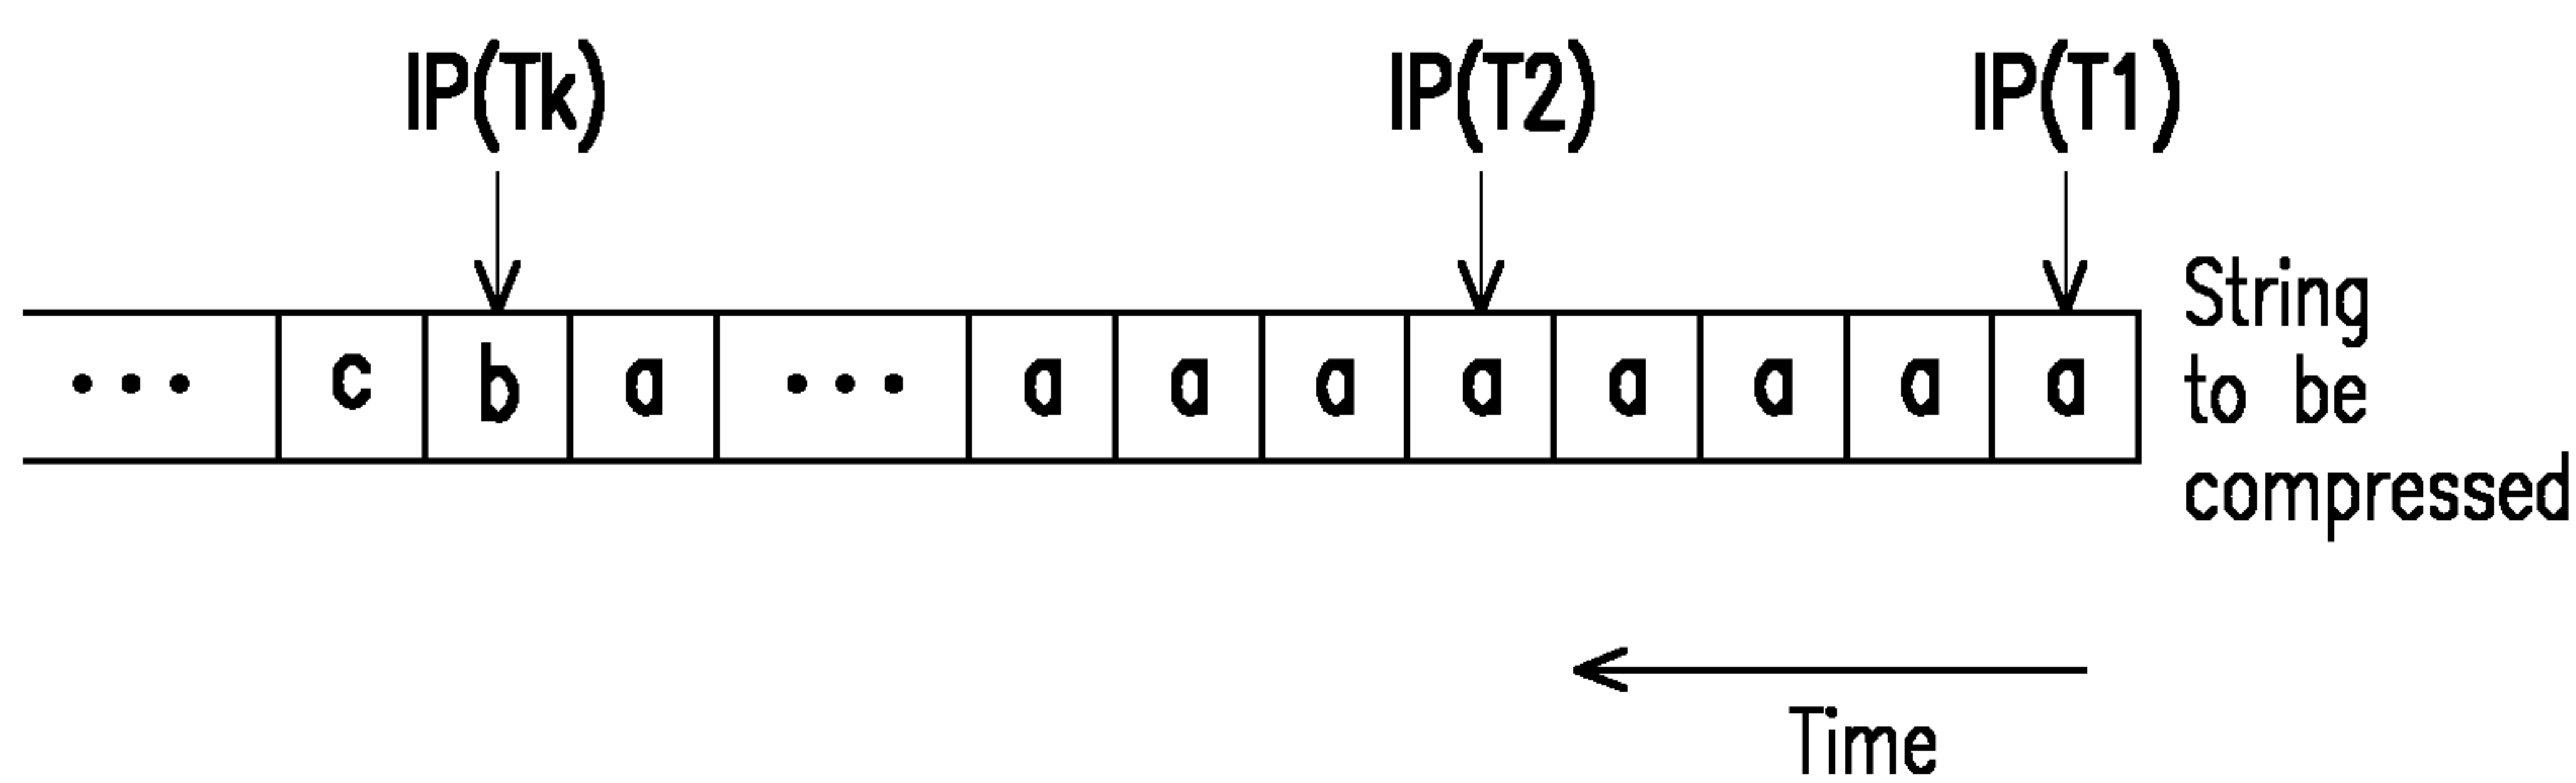 IP(Tk) IP(T2) IP(T1)
... c b a ... a a a a a a a a
String
to be
compressed
Time